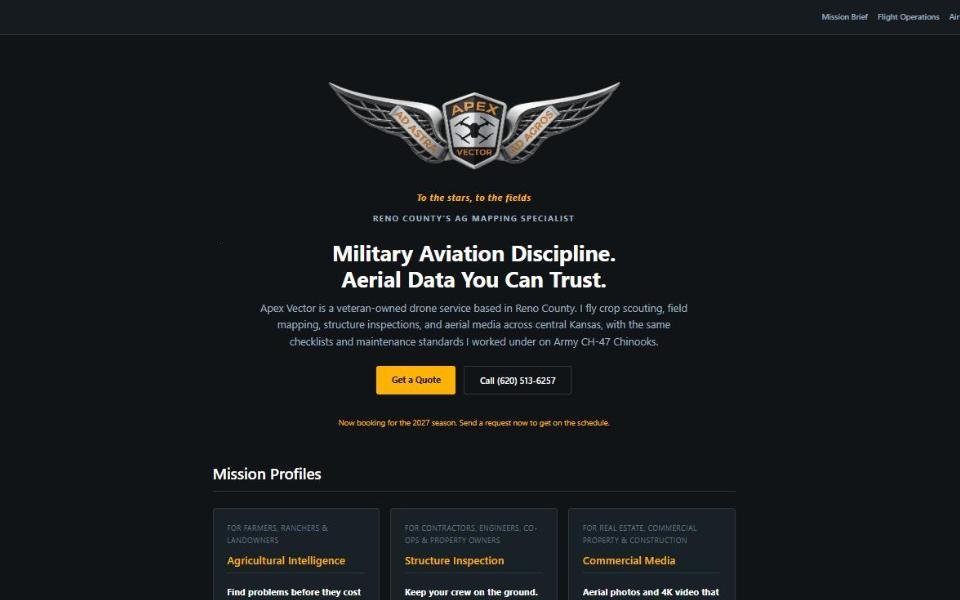 Mission Brief Flight Operations Air
APEX
AD ASTRA
AD AGROS
VECTOR
To the stars, to the fields
RENO COUNTY'S AG MAPPING SPECIALIST
Military Aviation Discipline.
Aerial Data You Can Trust.
Apex Vector is a veteran-owned drone service based in Reno County. I fly crop scouting, field
mapping, structure inspections, and aerial media across central Kansas, with the same
checklists and maintenance standards I worked under on Army CH-47 Chinooks.
Get a Quote Call (620) 513-6257
Now booking for the 2027 season. Send a request now to get on the schedule.
Mission Profiles
FOR FARMERS, RANCHERS &
LANDOWNERS
Agricultural Intelligence
Find problems before they cost
FOR CONTRACTORS, ENGINEERS, CO-
OPS & PROPERTY OWNERS
Structure Inspection
Keep your crew on the ground.
FOR REAL ESTATE, COMMERCIAL
PROPERTY & CONSTRUCTION
Commercial Media
Aerial photos and 4K video that